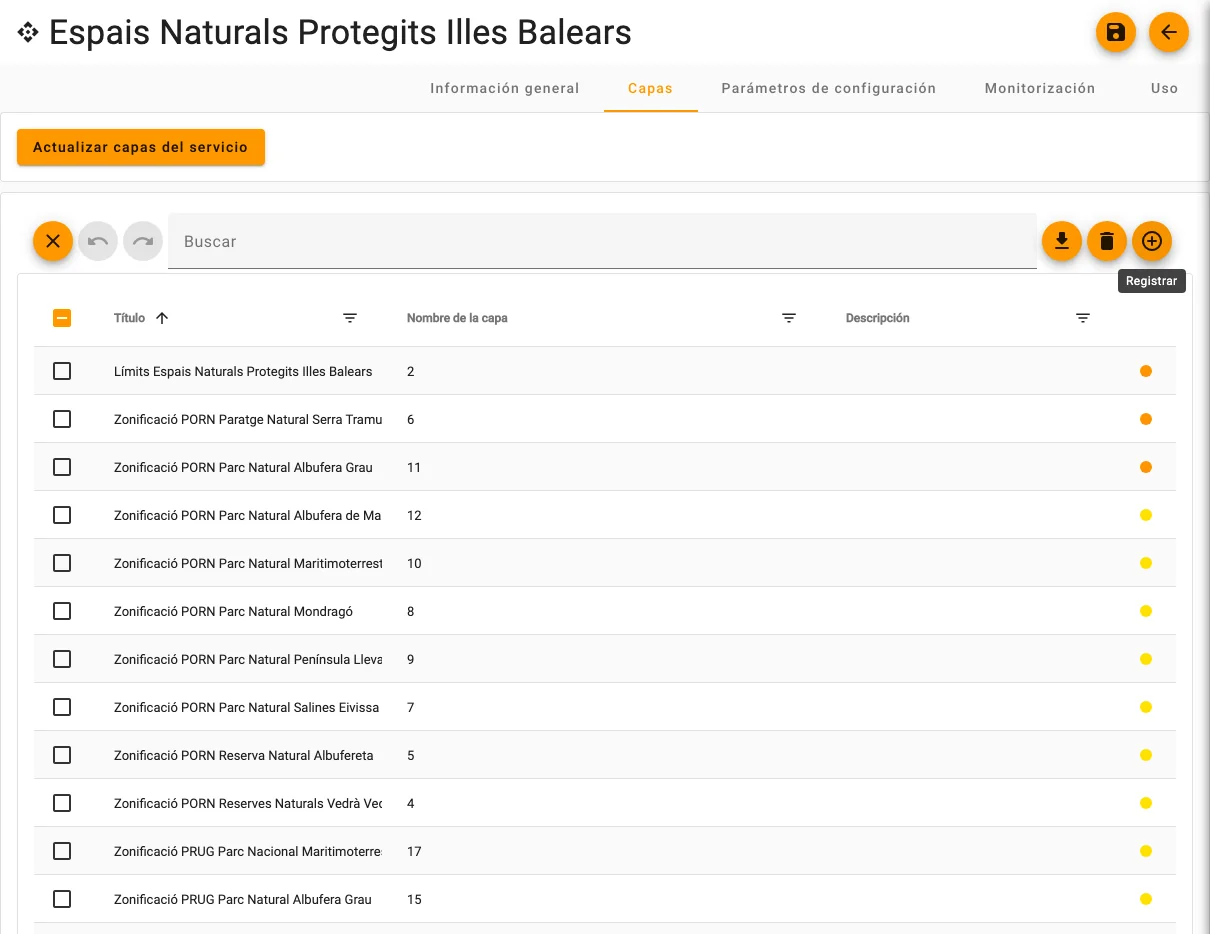 Espais Naturals Protegits Illes Balears
Información general Capas Parámetros de configuración Monitorización Uso
Actualizar capas del servicio
Buscar
Registrar
Título Nombre de la capa Descripción
Límits Espais Naturals Protegits Illes Balears 2
Zonificació PORN Paratge Natural Serra Tramu 6
Zonificació PORN Parc Natural Albufera Grau 11
Zonificació PORN Parc Natural Albufera de Ma 12
Zonificació PORN Parc Natural Maritimoterrest 10
Zonificació PORN Parc Natural Mondragó 8
Zonificació PORN Parc Natural Península Lleva 9
Zonificació PORN Parc Natural Salines Eivissa 7
Zonificació PORN Reserva Natural Albufereta 5
Zonificació PORN Reserves Naturals Vedrà Ved 4
Zonificació PRUG Parc Nacional Maritimoterre 17
Zonificació PRUG Parc Natural Albufera Grau 15